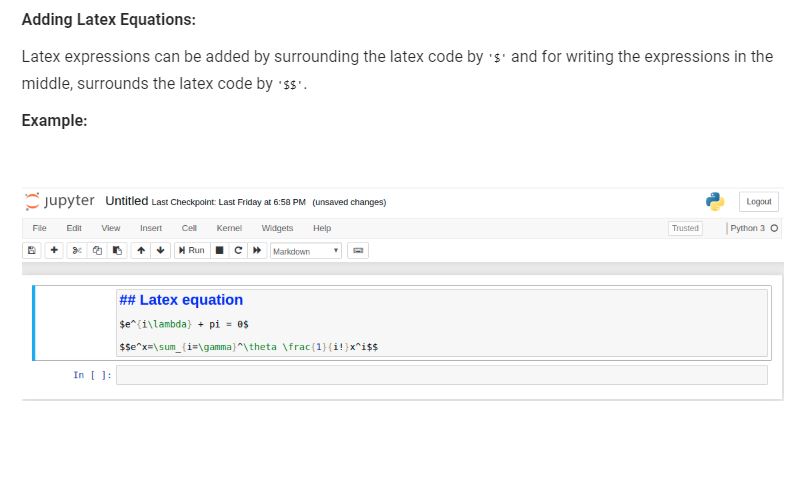 Adding Latex Equations:
Latex expressions can be added by surrounding the latex code by '$' and for writing the expressions in the
middle, surrounds the latex code by '$$'.
Example:
jupyter Untitled Last Checkpoint: Last Friday at 6:58 PM (unsaved changes) Logout
File Edit View Insert Cell Kernel Widgets Help Trusted Python 3
Run Markdown
## Latex equation
$e^{i\lambda} + pi = 0$
$$e^x=\sum_{i=\gamma}^\theta \frac{1}{i!}x^i$$
In [ ]: